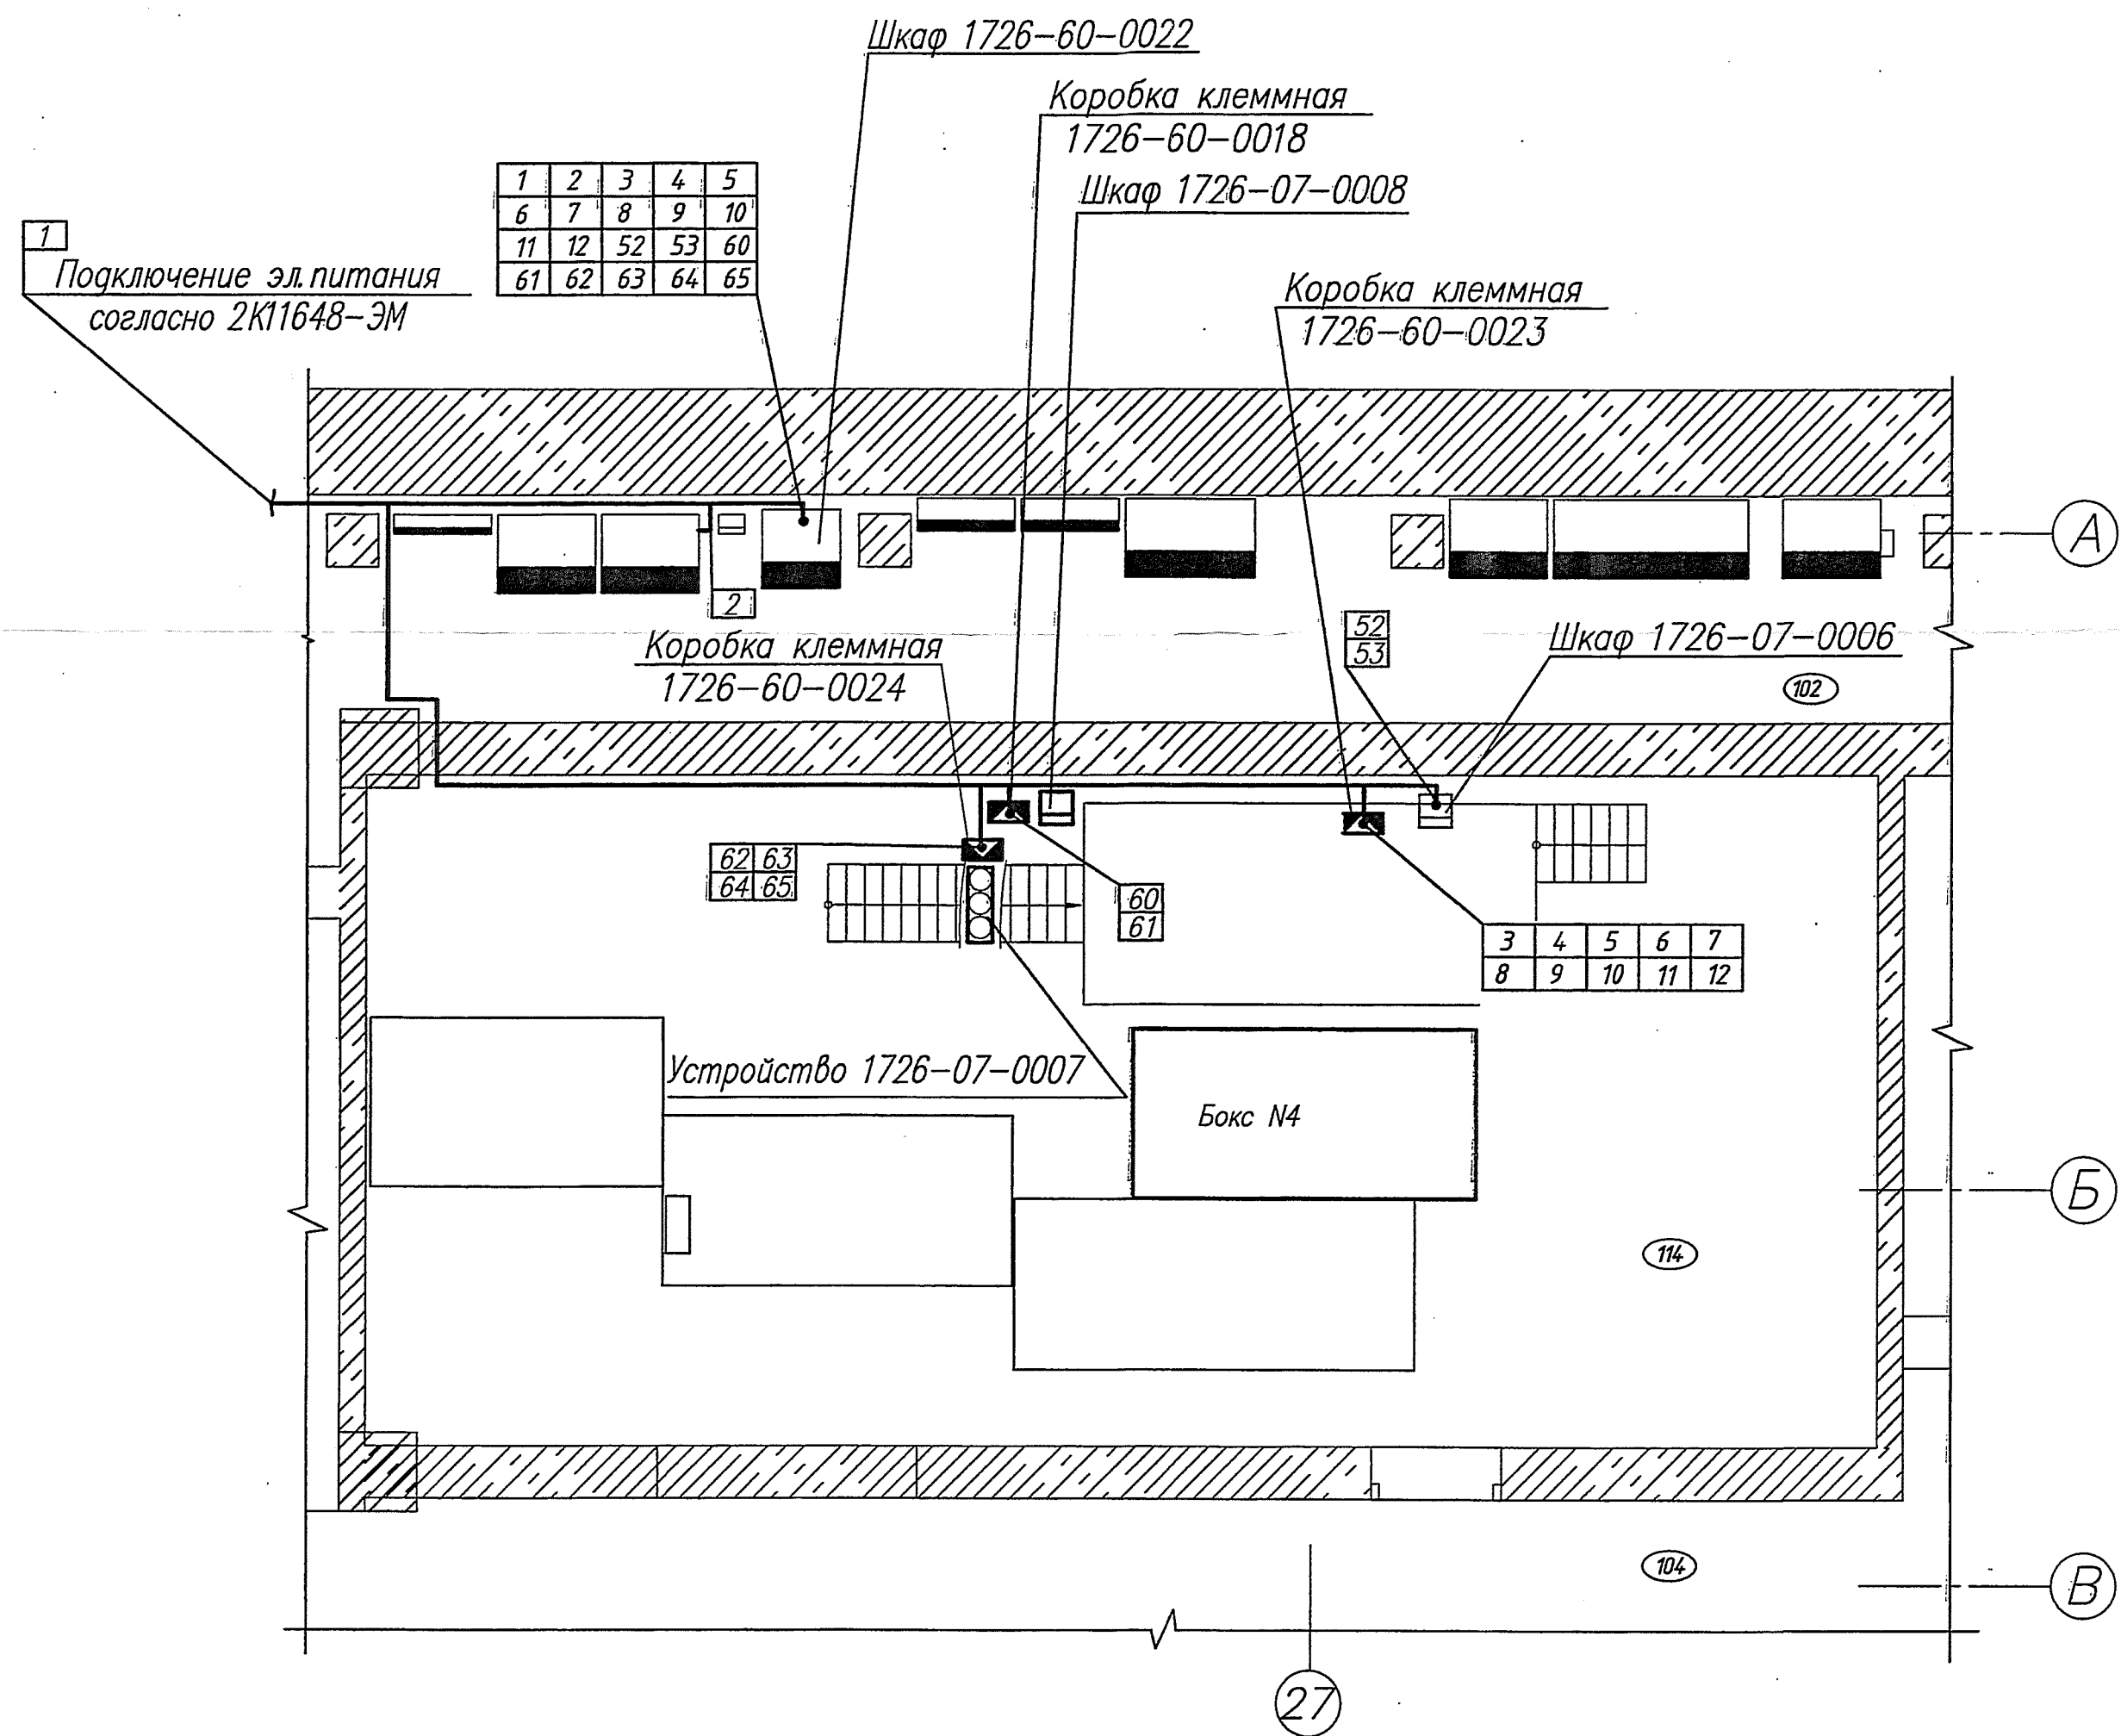 Шкаф 1726-60-0022
Коробка клеммная
1726-60-0018
Шкаф 1726-07-0008
1 2 3 4 5
6 7 8 9 10
11 12 52 53 60
61 62 63 64 65
1
Подключение эл.питания
согласно 2К11648-ЭМ
Коробка клеммная
1726-60-0023
А
2
52
53
Шкаф 1726-07-0006
Коробка клеммная
1726-60-0024
102
62 63
64 65
60
61
3 4 5 6 7
8 9 10 11 12
Устройство 1726-07-0007
Бокс N4
Б
114
104
В
27